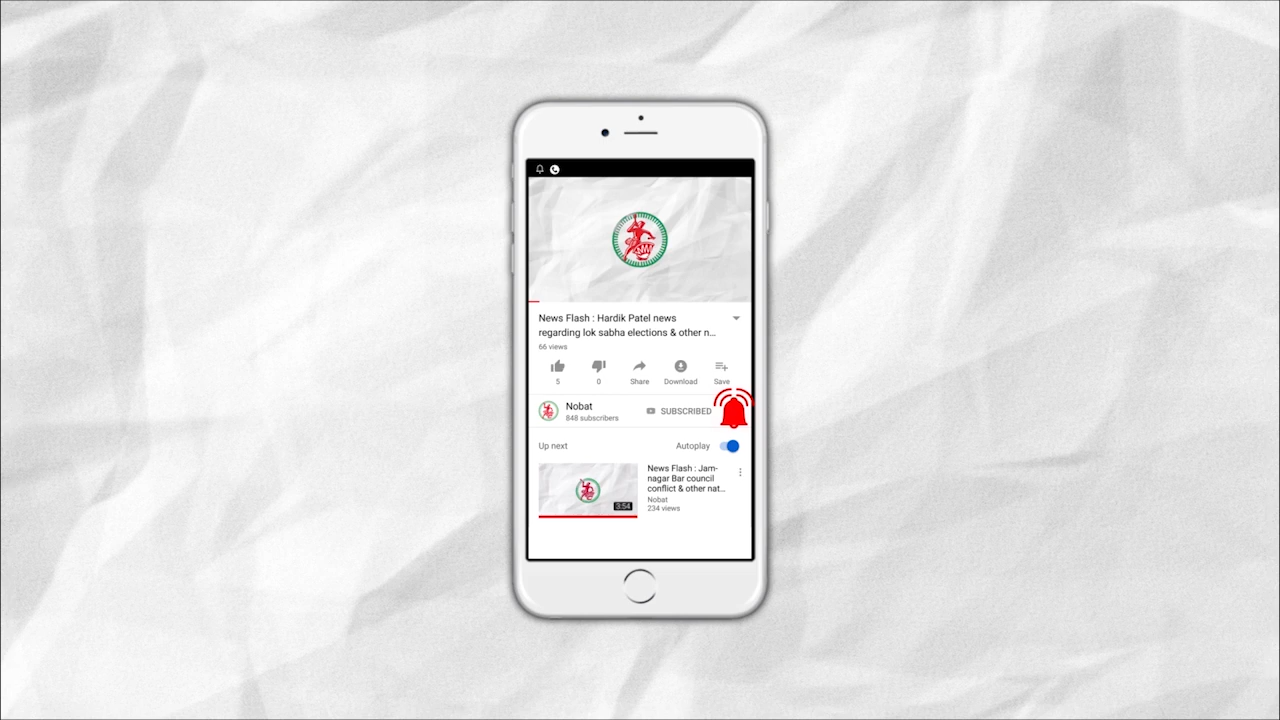 News Flash : Hardik Patel news
regarding lok sabha elections & other n...
66 views
5
0
Share
Download
Save
Nobat
848 subscribers
SUBSCRIBED
Up next
Autoplay
News Flash : Jam-
nagar Bar council
conflict & other nat...
Nobat
234 views
3:54